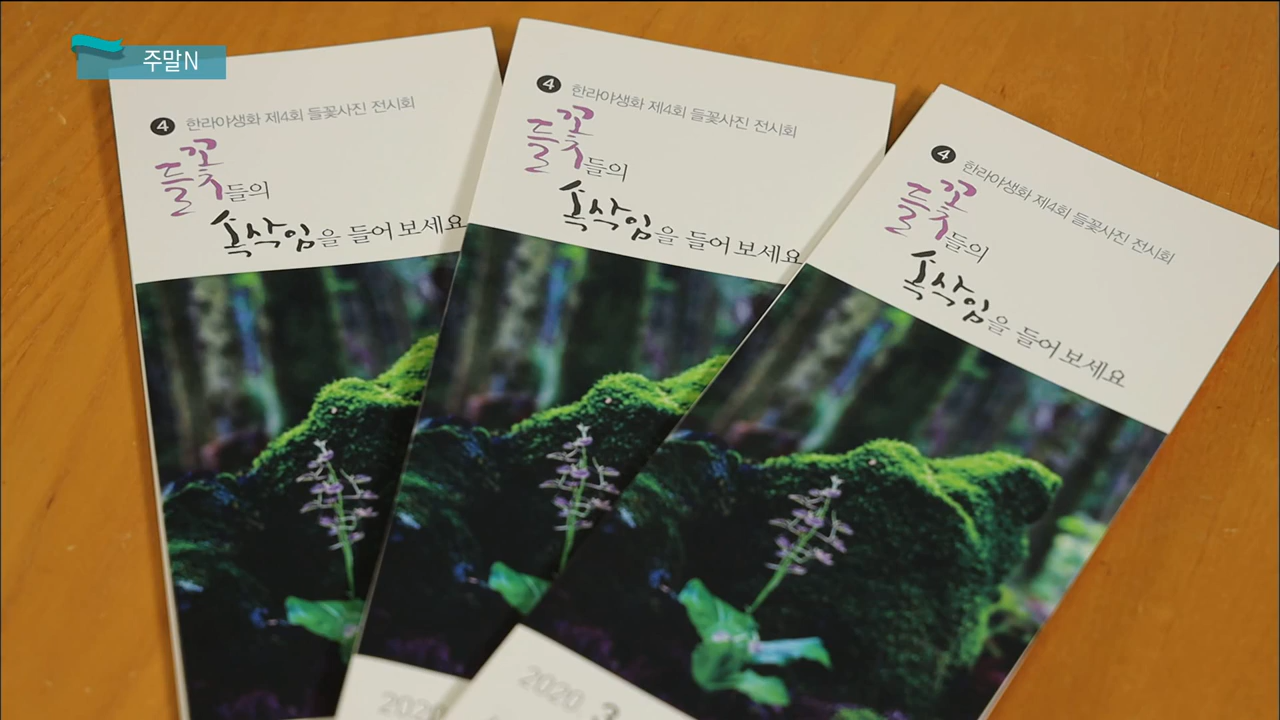 주말N
4 한라야생화 제4회 들꽃사진 전시회
들꽃들의
속삭임을 들어 보세요
4 한라야생화 제4회 들꽃사진 전시회
들꽃들의
속삭임을 들어 보세요
4 한라야생화 제4회 들꽃사진 전시회
들꽃들의
속삭임을 들어 보세요
2020
2020 3